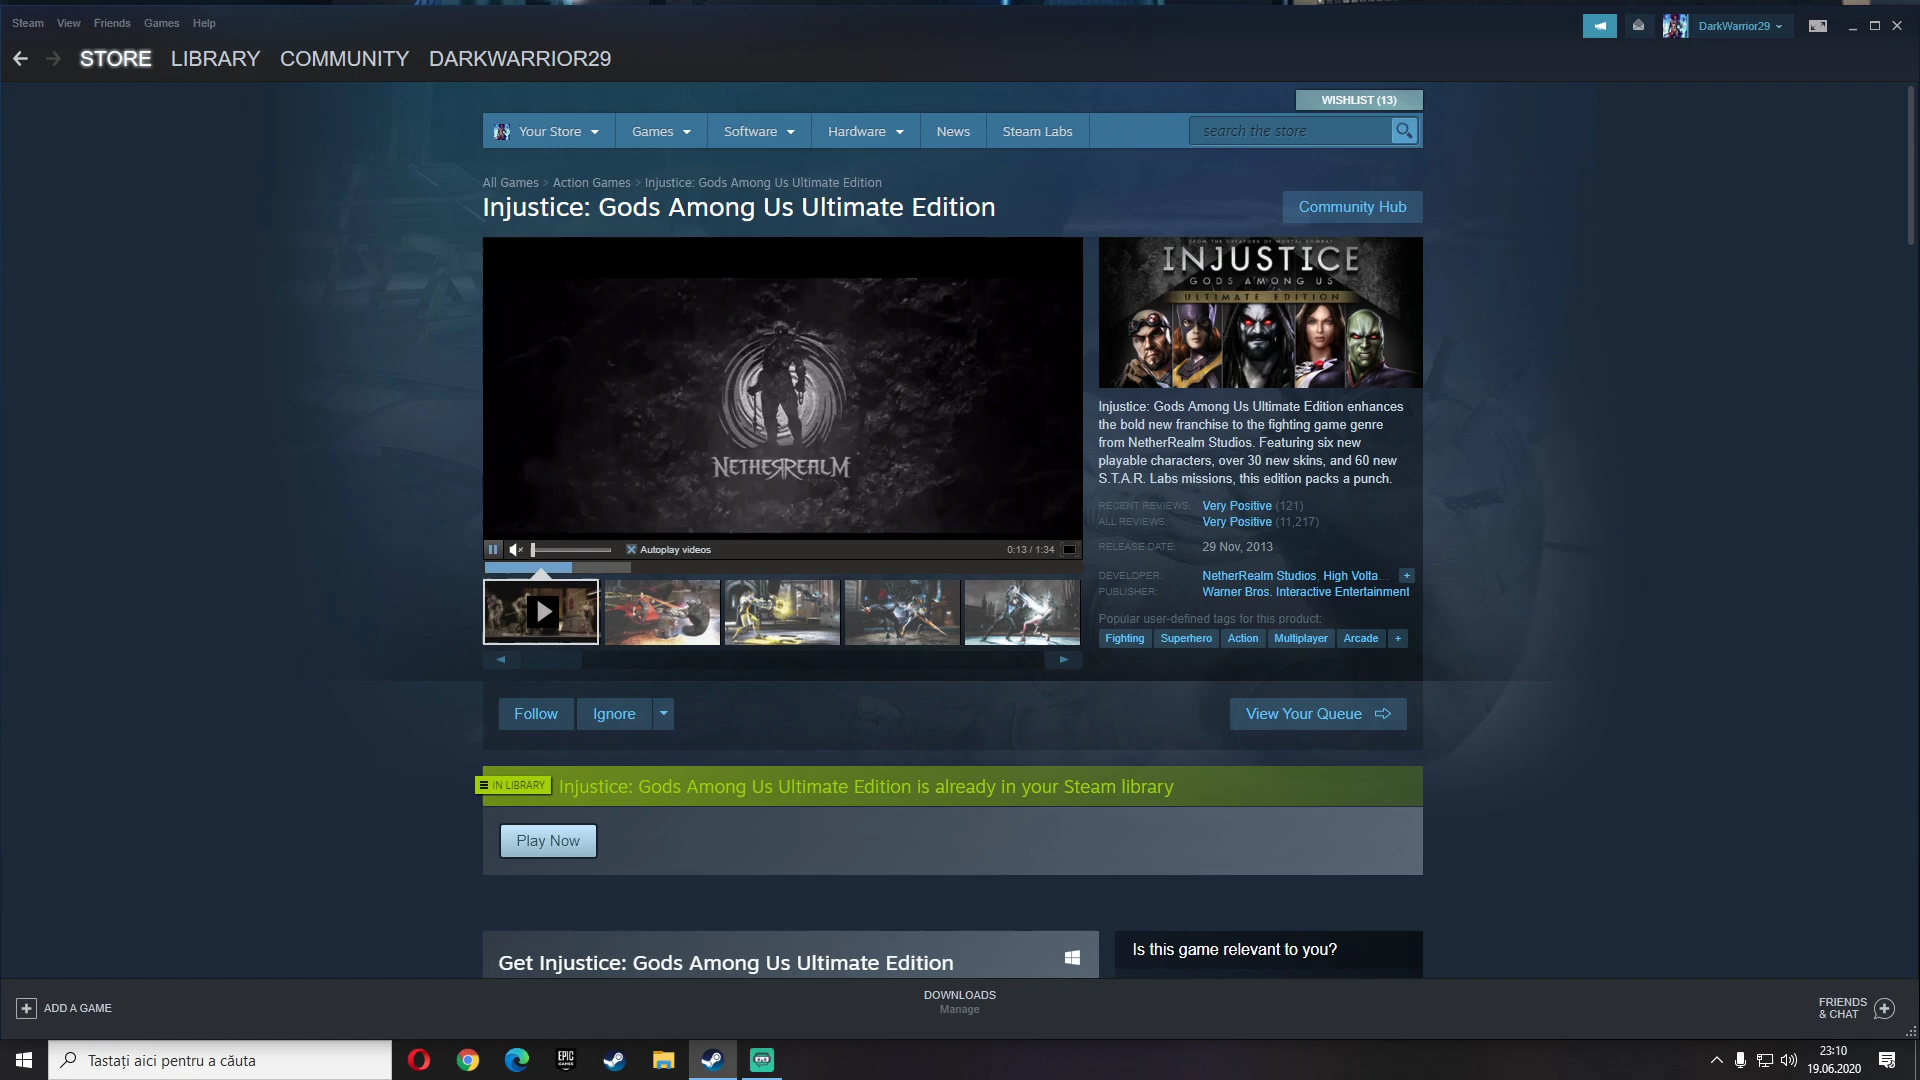 Steam View Friends Games Help
DarkWarrior29
STORE LIBRARY COMMUNITY DARKWARRIOR29
WISHLIST (13)
Your Store Games Software Hardware News Steam Labs
search the store
All Games > Action Games > Injustice: Gods Among Us Ultimate Edition
Injustice: Gods Among Us Ultimate Edition
Community Hub
NETHERREALM
FROM THE CREATORS OF MORTAL KOMBAT
INJUSTICE
GODS AMONG US
ULTIMATE EDITION
Injustice: Gods Among Us Ultimate Edition enhances
the bold new franchise to the fighting game genre
from NetherRealm Studios. Featuring six new
playable characters, over 30 new skins, and 60 new
S.T.A.R. Labs missions, this edition packs a punch.
RECENT REVIEWS: Very Positive (121)
ALL REVIEWS: Very Positive (11,217)
RELEASE DATE: 29 Nov, 2013
DEVELOPER: NetherRealm Studios, High Volta... +
PUBLISHER: Warner Bros. Interactive Entertainment
Popular user-defined tags for this product:
Fighting Superhero Action Multiplayer Arcade +
Autoplay videos 0:13 / 1:34
Follow Ignore View Your Queue
IN LIBRARY Injustice: Gods Among Us Ultimate Edition is already in your Steam library
Play Now
Get Injustice: Gods Among Us Ultimate Edition
Is this game relevant to you?
+ ADD A GAME
DOWNLOADS
Manage
FRIENDS
& CHAT
Tastați aici pentru a căuta
EPIC
GAMES
23:10
19.06.2020